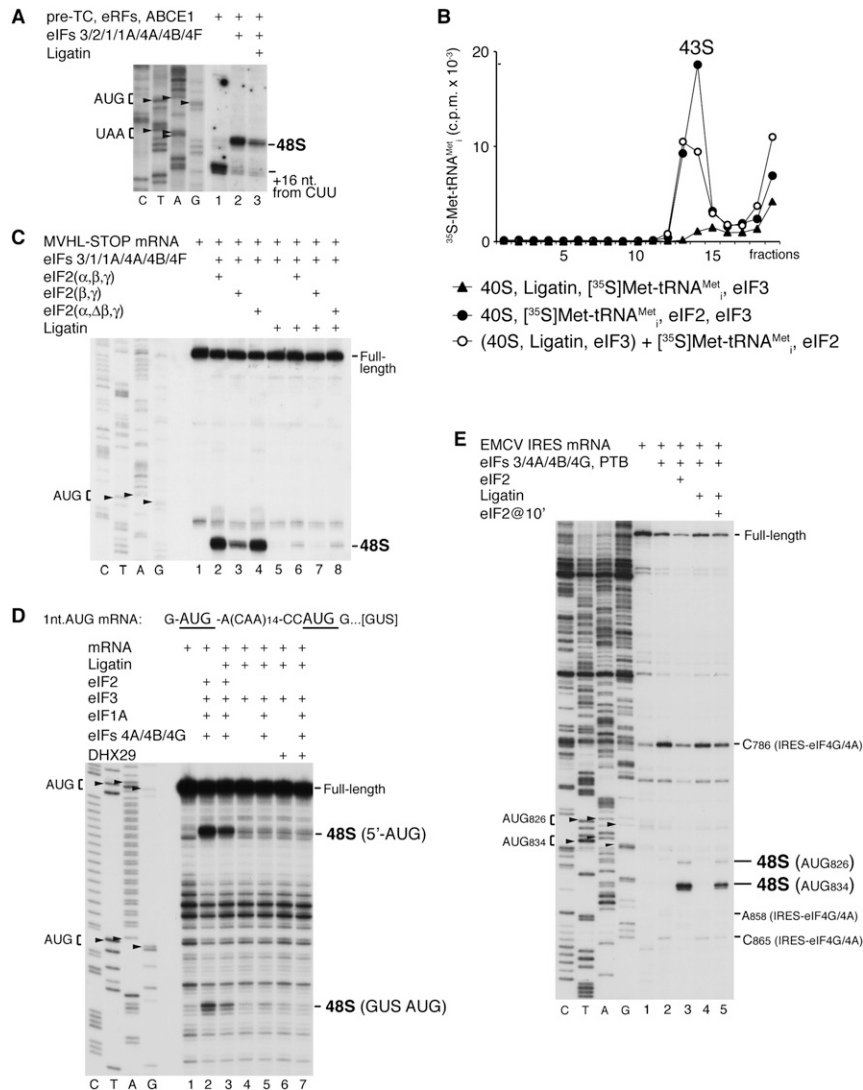 A
pre-TC, eRFs, ABCE1 + + +
eIFs 3/2/1/1A/4A/4B/4F + +
Ligatin +
AUG
UAA
48S
+16 nt.
from CUU
C T A G 1 2 3
B
43S
³⁵S-Met-tRNAᴹᵉᵗᵢ (c.p.m. x 10⁻³)
20
10
0
5 10 15 fractions
40S, Ligatin, [³⁵S]Met-tRNAᴹᵉᵗᵢ, eIF3
40S, [³⁵S]Met-tRNAᴹᵉᵗᵢ, eIF2, eIF3
(40S, Ligatin, eIF3) + [³⁵S]Met-tRNAᴹᵉᵗᵢ, eIF2
C
MVHL-STOP mRNA + + + + + + + +
eIFs 3/1/1A/4A/4B/4F + + + + + + +
eIF2(α,β,γ) + +
eIF2(β,γ) + +
eIF2(α,Δβ,γ) + +
Ligatin + + + +
Full-
length
AUG
48S
C T A G 1 2 3 4 5 6 7 8
D
1nt.AUG mRNA: G-AUG -A(CAA)₁₄-CCAUG G...[GUS]
mRNA + + + + + + +
Ligatin + + + + +
eIF2 + +
eIF3 + + + + + +
eIF1A + + + +
eIFs 4A/4B/4G + + + +
DHX29 + +
AUG
Full-length
48S (5'-AUG)
AUG
48S (GUS AUG)
C T A G 1 2 3 4 5 6 7
E
EMCV IRES mRNA + + + + +
eIFs 3/4A/4B/4G, PTB + + + +
eIF2 +
Ligatin + +
eIF2@10' +
Full-length
C786 (IRES-eIF4G/4A)
AUG826
AUG834
48S (AUG826)
48S (AUG834)
A858 (IRES-eIF4G/4A)
C865 (IRES-eIF4G/4A)
C T A G 1 2 3 4 5